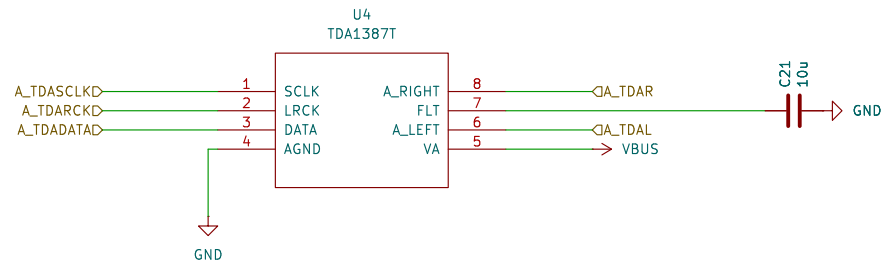 U4
TDA1387T
A_TDASCLK 1 SCLK A_RIGHT 8 A_TDAR
A_TDARCK 2 LRCK FLT 7 C21 10u GND
A_TDADATA 3 DATA A_LEFT 6 A_TDAL
4 AGND VA 5 VBUS
GND